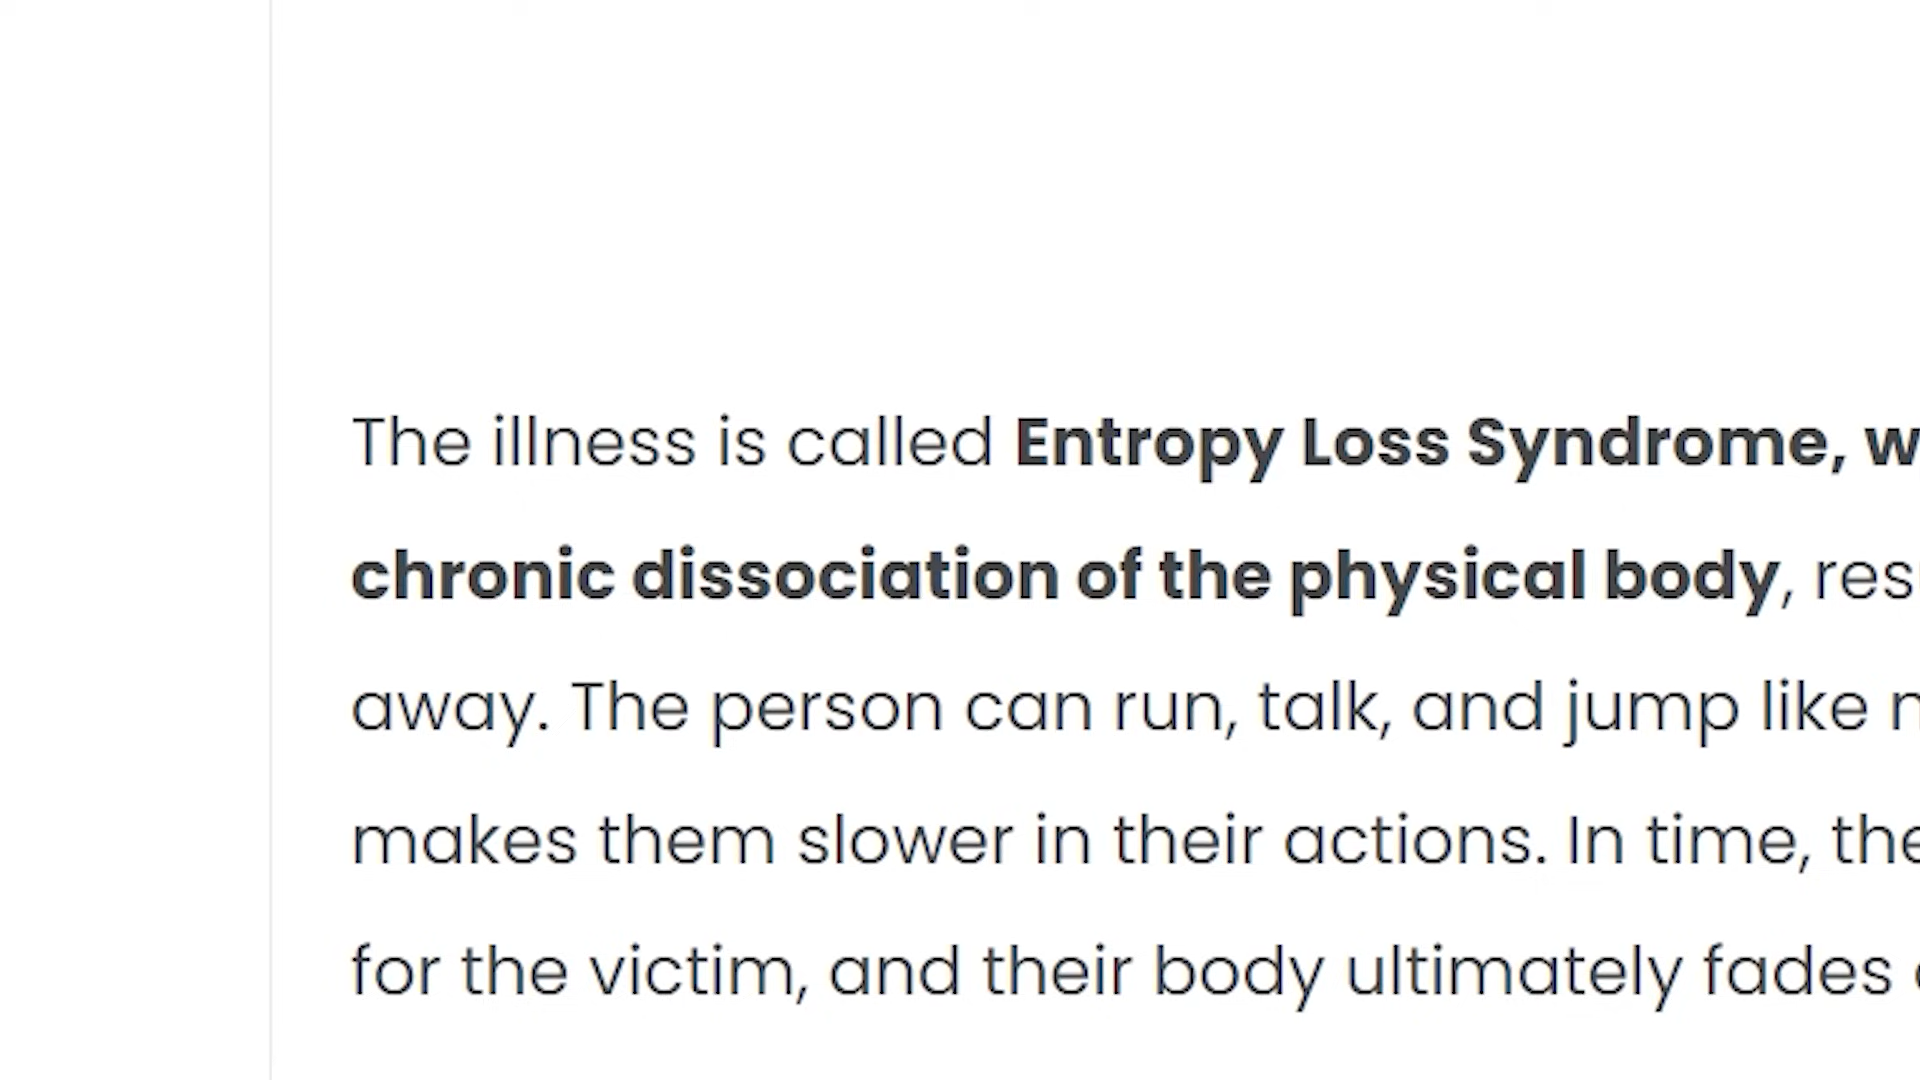 The illness is called Entropy Loss Syndrome,
chronic dissociation of the physical body,
away. The person can run, talk, and jump like
makes them slower in their actions. In time,
for the victim, and their body ultimately fades